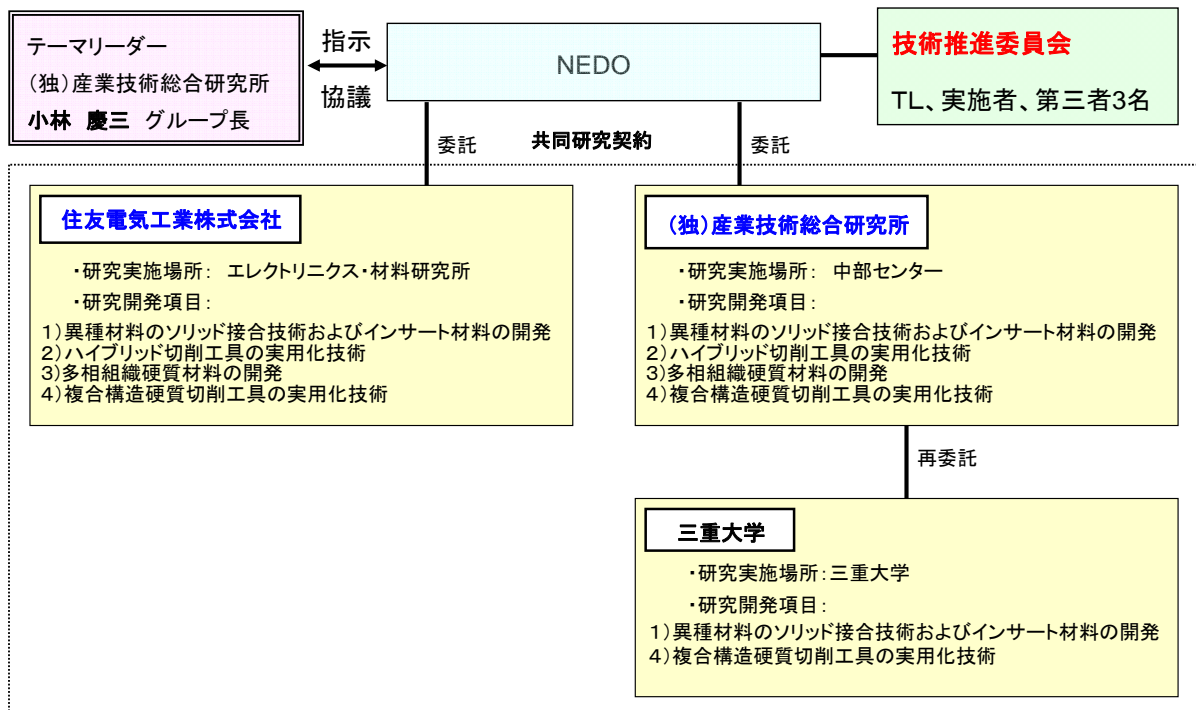 テーマリーダー
(独)産業技術総合研究所
小林 慶三 グループ長
指示
協議
NEDO
技術推進委員会
TL、実施者、第三者3名
委託
共同研究契約
委託
住友電気工業株式会社
・研究実施場所: エレクトリニクス・材料研究所
・研究開発項目:
1)異種材料のソリッド接合技術およびインサート材料の開発
2)ハイブリッド切削工具の実用化技術
3)多相組織硬質材料の開発
4)複合構造硬質切削工具の実用化技術
(独)産業技術総合研究所
・研究実施場所: 中部センター
・研究開発項目:
1)異種材料のソリッド接合技術およびインサート材料の開発
2)ハイブリッド切削工具の実用化技術
3)多相組織硬質材料の開発
4)複合構造硬質切削工具の実用化技術
再委託
三重大学
・研究実施場所:三重大学
・研究開発項目:
1)異種材料のソリッド接合技術およびインサート材料の開発
4)複合構造硬質切削工具の実用化技術